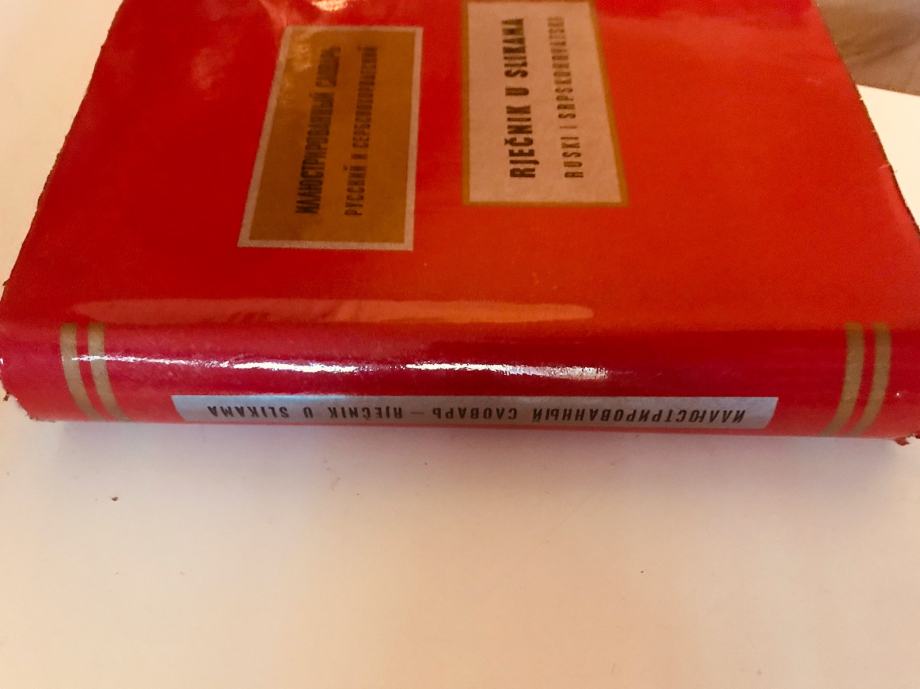 ИЛЛЮСТРИРОВАННЫЙ СЛОВАРЬ
РУССКИЙ И СЕРБСКОХОРВАТСКИЙ
RJEČNIK U SLIKAMA
RUSKI I SRPSKOHRVATSKI
ИЛЛЮСТРИРОВАННЫЙ СЛОВАРЬ — RJEČNIK U SLIKAMA